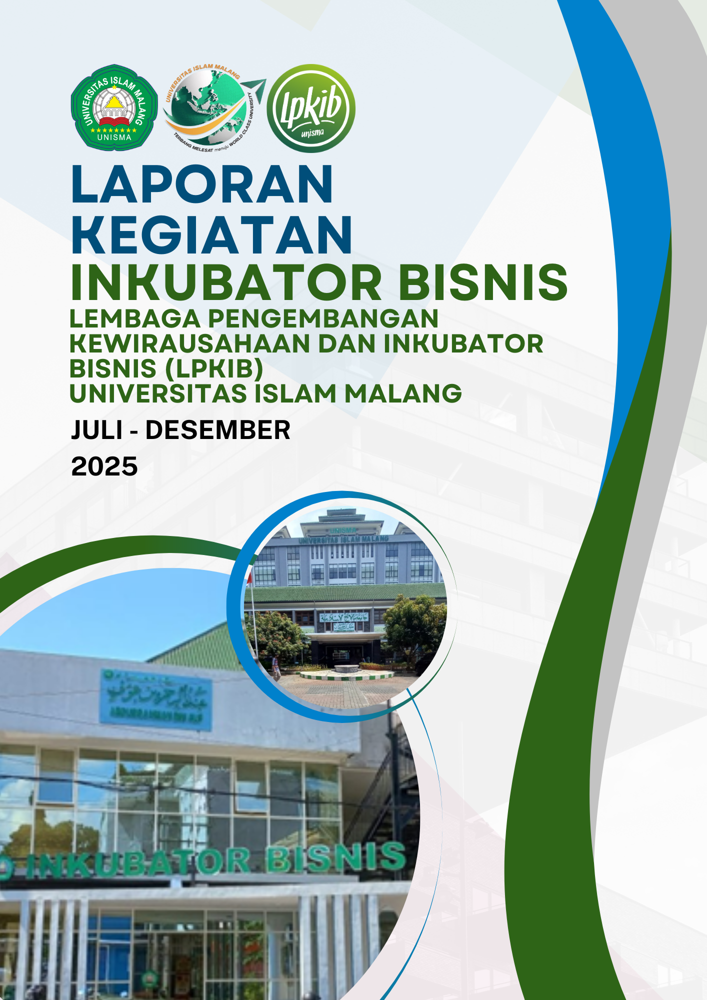 UNIVERSITAS ISLAM MALANG
UNISMA
UNIVERSITAS ISLAM MALANG
TERBANG MELESAT menuju WORLD CLASS UNIVERSITY
lpkib
unisma
LAPORAN
KEGIATAN
INKUBATOR BISNIS
LEMBAGA PENGEMBANGAN
KEWIRAUSAHAAN DAN INKUBATOR
BISNIS (LPKIB)
UNIVERSITAS ISLAM MALANG
JULI - DESEMBER
2025
UNISMA
UNIVERSITAS ISLAM MALANG
INKUBATOR BISNIS